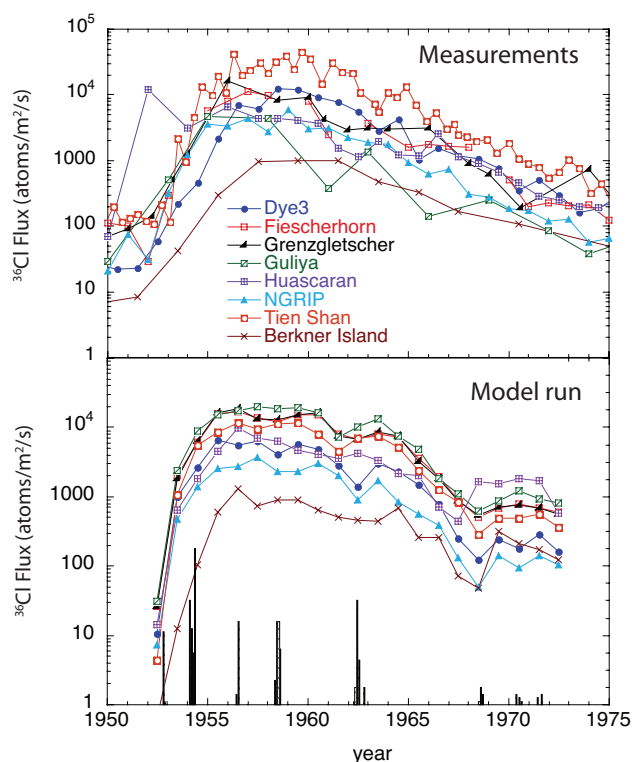 Measurements
³⁶Cl Flux (atoms/m²/s)
10⁵
10⁴
1000
100
10
1
Dye3
Fiescherhorn
Grenzgletscher
Guliya
Huascaran
NGRIP
Tien Shan
Berkner Island
Model run
³⁶Cl Flux (atoms/m²/s)
10⁴
1000
100
10
1
1950 1955 1960 1965 1970 1975
year